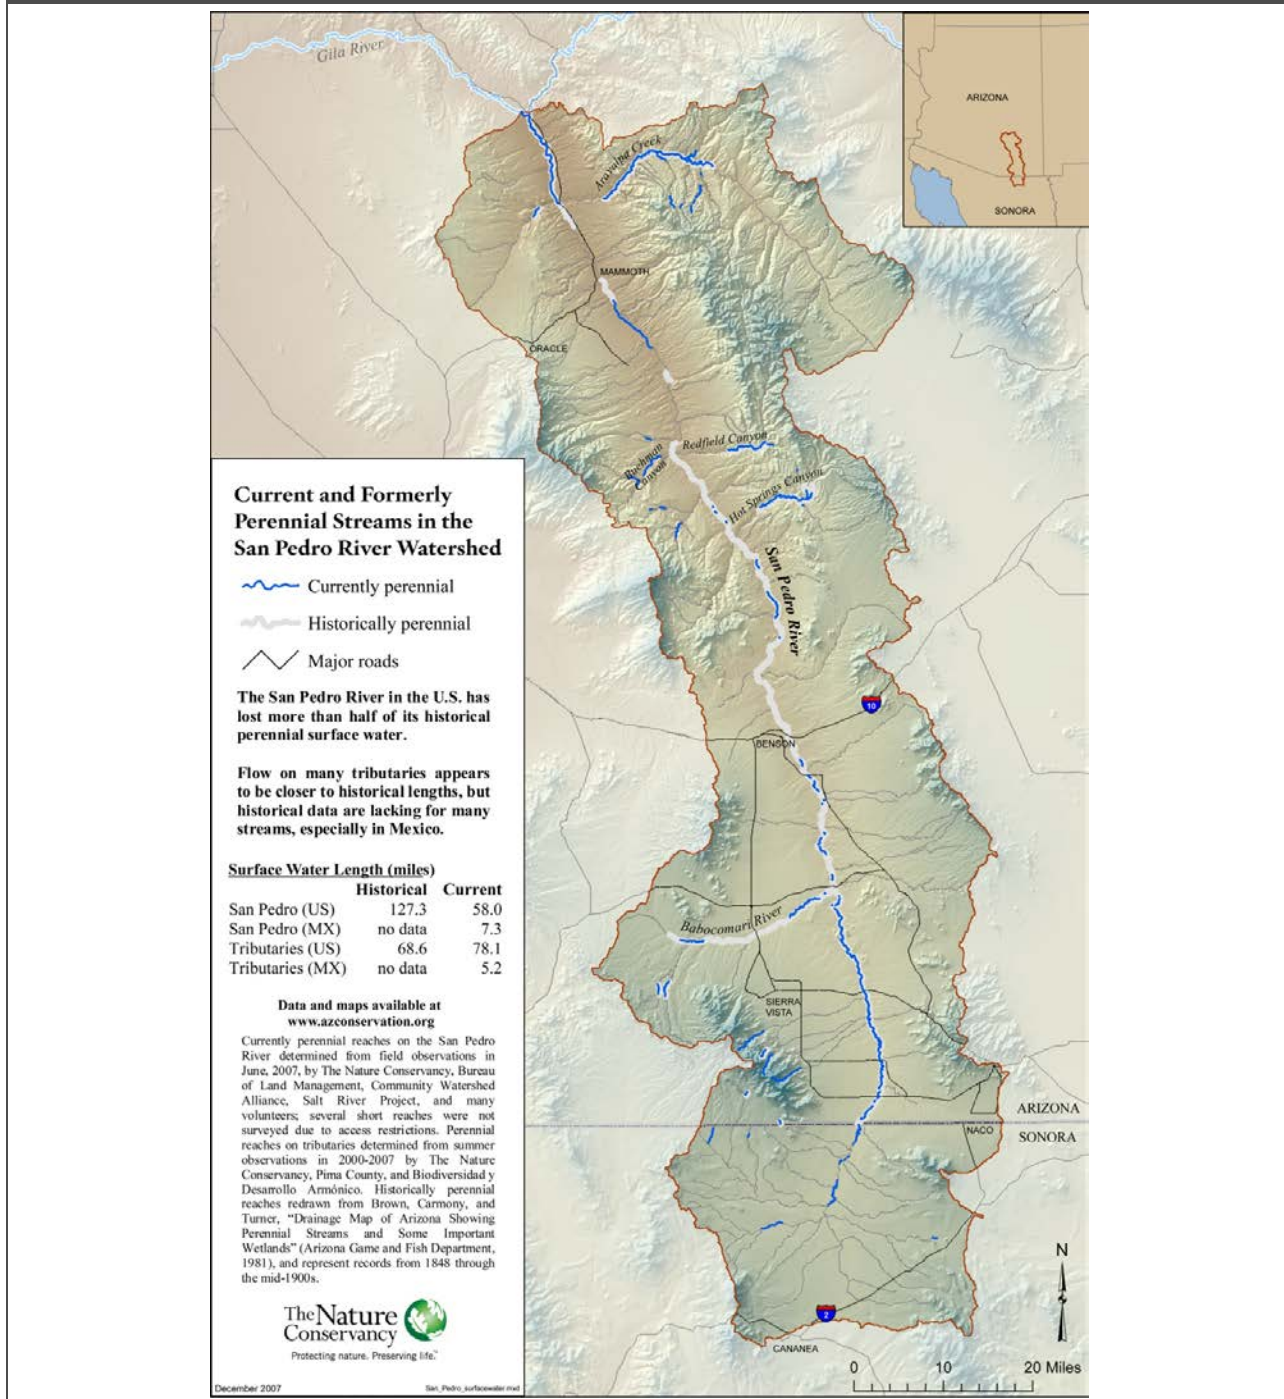 Gila River
ARIZONA
SONORA
Aravaipa Creek
MAMMOTH
ORACLE
Redfield Canyon
Buehman
Canyon
Hot Springs Canyon
San Pedro River
10
BENSON
Babocomari River
SIERRA
VISTA
ARIZONA
SONORA
NACO
2
CANANEA
N
0 10 20 Miles
Current and Formerly
Perennial Streams in the
San Pedro River Watershed
Currently perennial
Historically perennial
Major roads
The San Pedro River in the U.S. has
lost more than half of its historical
perennial surface water.
Flow on many tributaries appears
to be closer to historical lengths, but
historical data are lacking for many
streams, especially in Mexico.
Surface Water Length (miles)
Historical Current
San Pedro (US) 127.3 58.0
San Pedro (MX) no data 7.3
Tributaries (US) 68.6 78.1
Tributaries (MX) no data 5.2
Data and maps available at
www.azconservation.org
Currently perennial reaches on the San Pedro
River determined from field observations in
June, 2007, by The Nature Conservancy, Bureau
of Land Management, Community Watershed
Alliance, Salt River Project, and many
volunteers; several short reaches were not
surveyed due to access restrictions. Perennial
reaches on tributaries determined from summer
observations in 2000-2007 by The Nature
Conservancy, Pima County, and Biodiversidad y
Desarrollo Armónico. Historically perennial
reaches redrawn from Brown, Carmony, and
Turner, “Drainage Map of Arizona Showing
Perennial Streams and Some Important
Wetlands” (Arizona Game and Fish Department,
1981), and represent records from 1848 through
the mid-1900s.
The Nature
Conservancy
Protecting nature. Preserving life.™
December 2007 San_Pedro_surfacewater.mxd